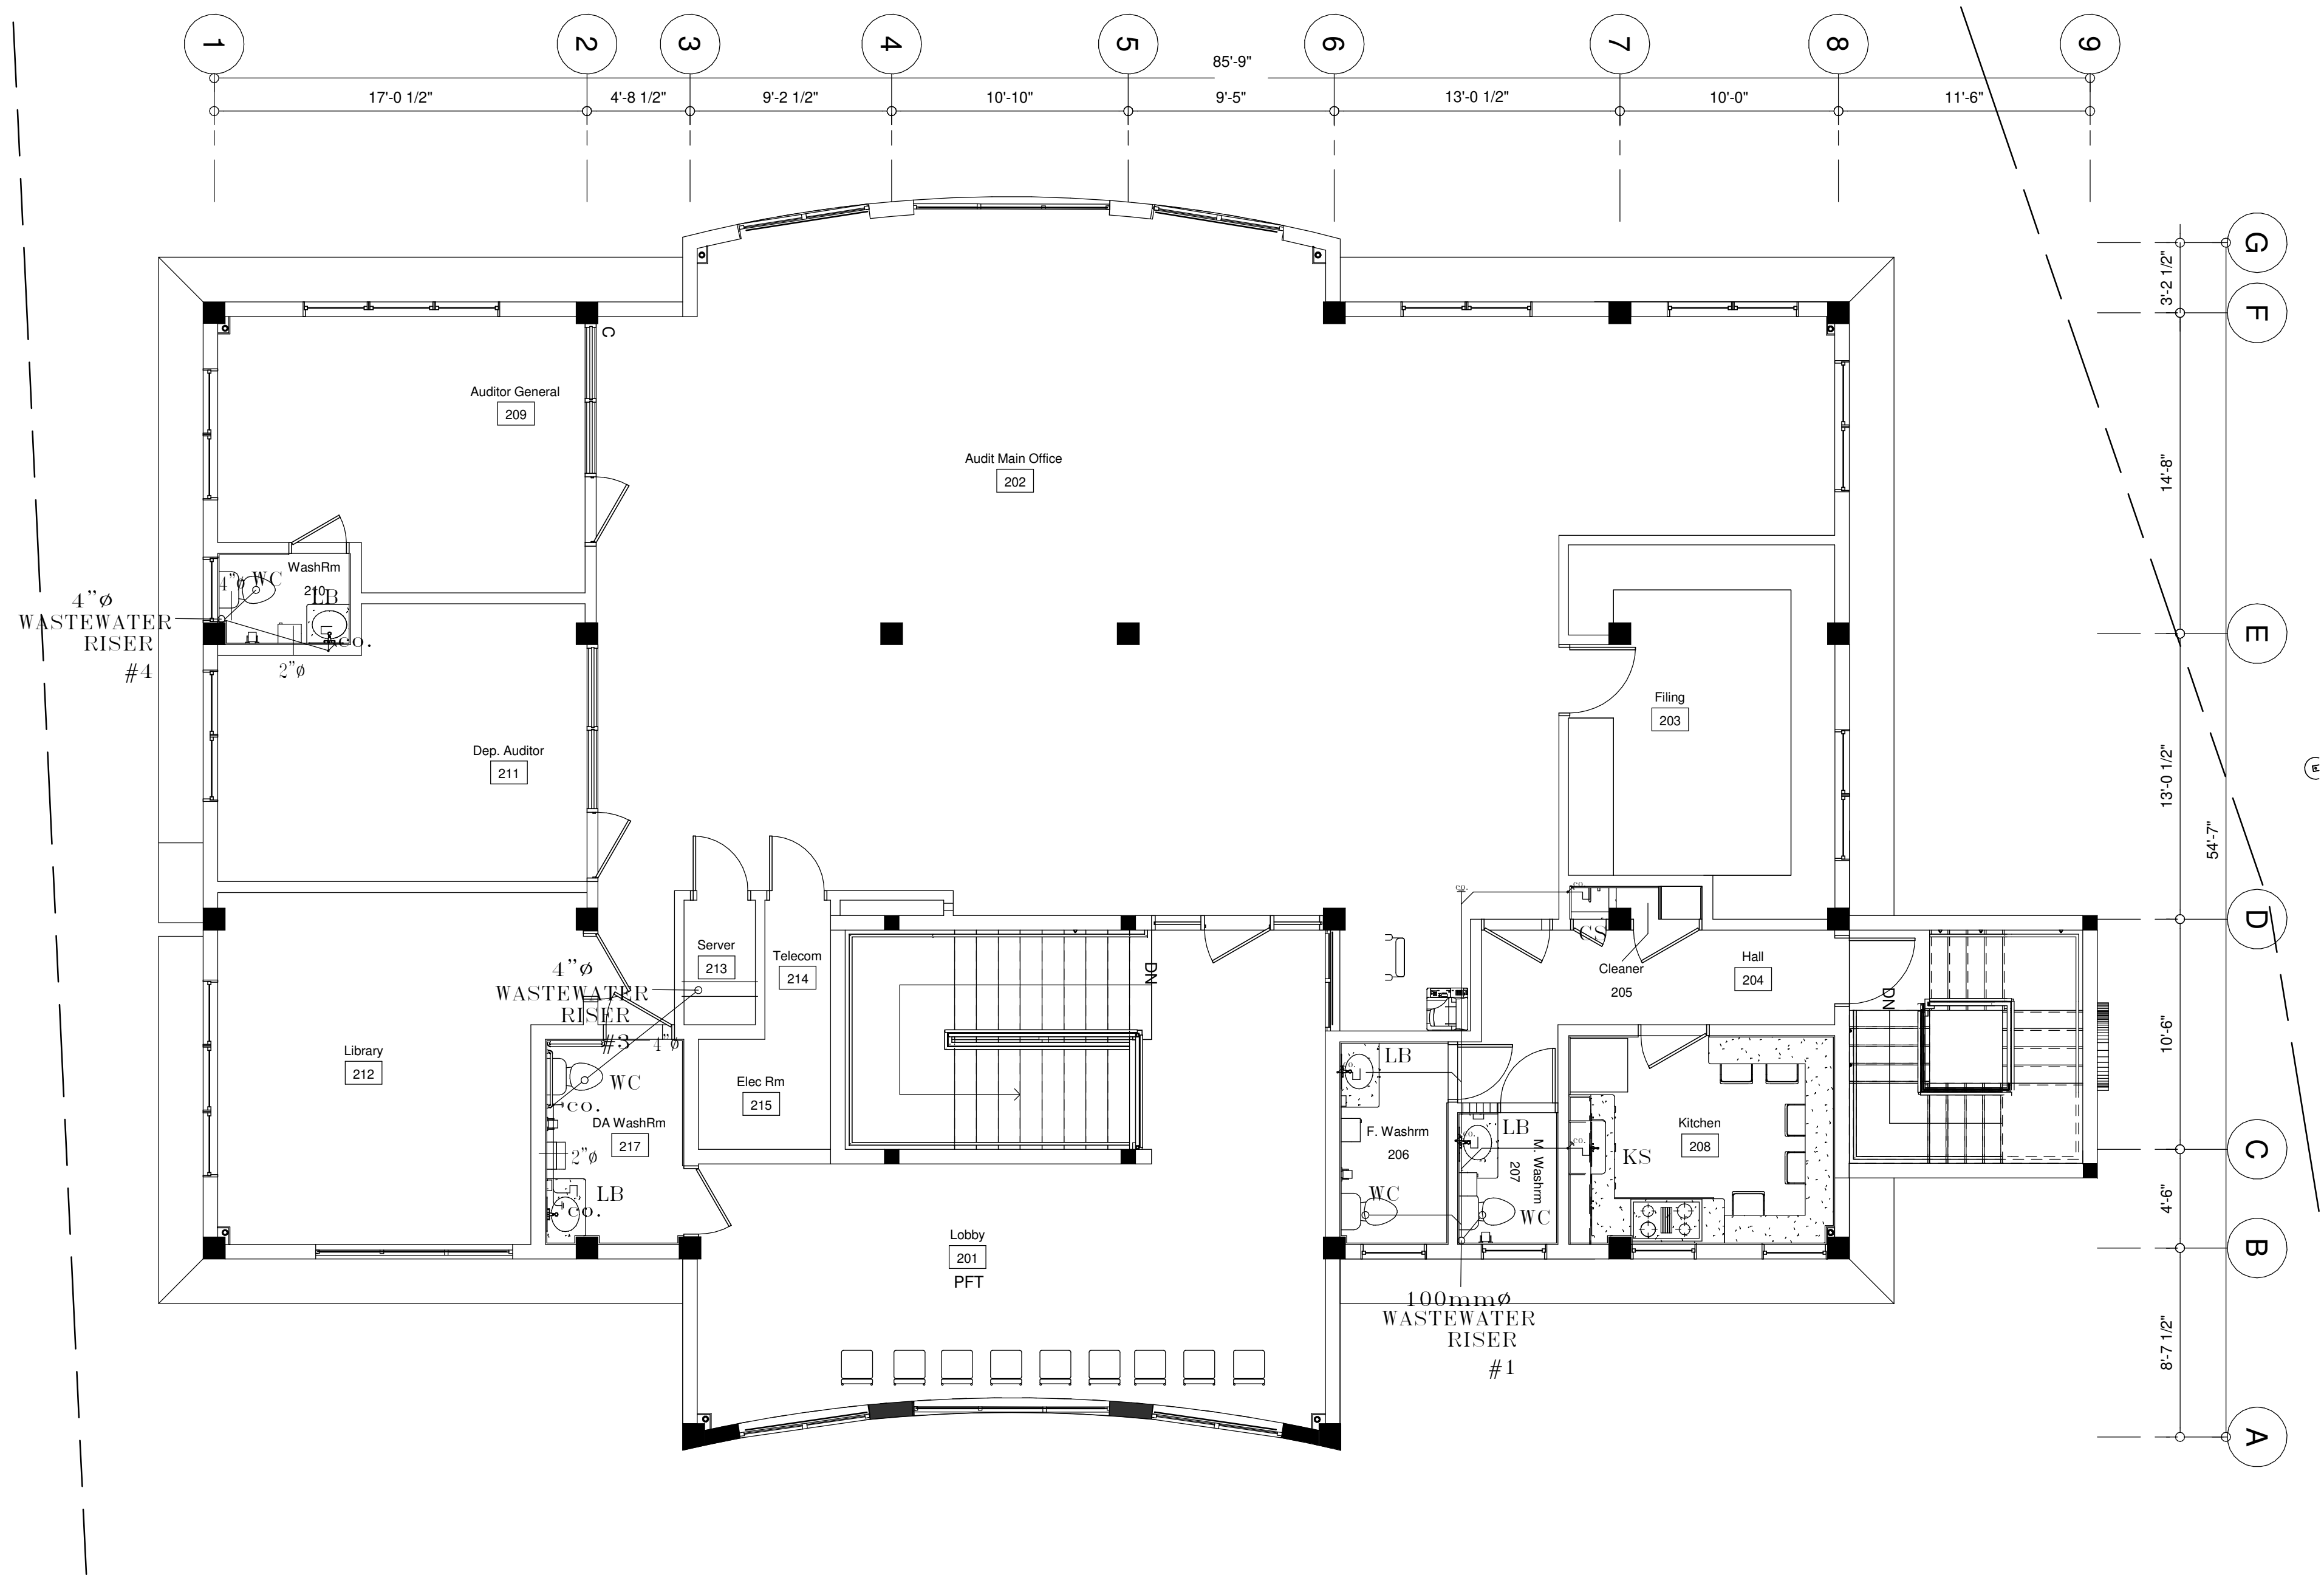 1 2 3 4 5 6 7 8 9
85'-9"
17'-0 1/2" 4'-8 1/2" 9'-2 1/2" 10'-10" 9'-5" 13'-0 1/2" 10'-0" 11'-6"
G
3'-2 1/2"
F
C
Auditor General
209
14'-8"
Audit Main Office
202
WashRm
210
4"ø WC
LB
4"ø
WASTEWATER
RISER
#4
co.
2"ø
E
Filing
203
Dep. Auditor
211
13'-0 1/2"
54'-7"
E
co.
co.
D
CS
Server
213
Telecom
214
DN
Cleaner
205
Hall
204
DN
4"ø
WASTEWATER
RISER
#3
4"ø
10'-6"
Library
212
WC
co.
Elec Rm
215
LB
co.
DA WashRm
217
F. Washrm
206
LB
co.
M. Washrm
207
co.
KS
Kitchen
208
C
2"ø
LB
co.
WC
WC
4'-6"
Lobby
201
PFT
B
100mmø
WASTEWATER
RISER
#1
8'-7 1/2"
A